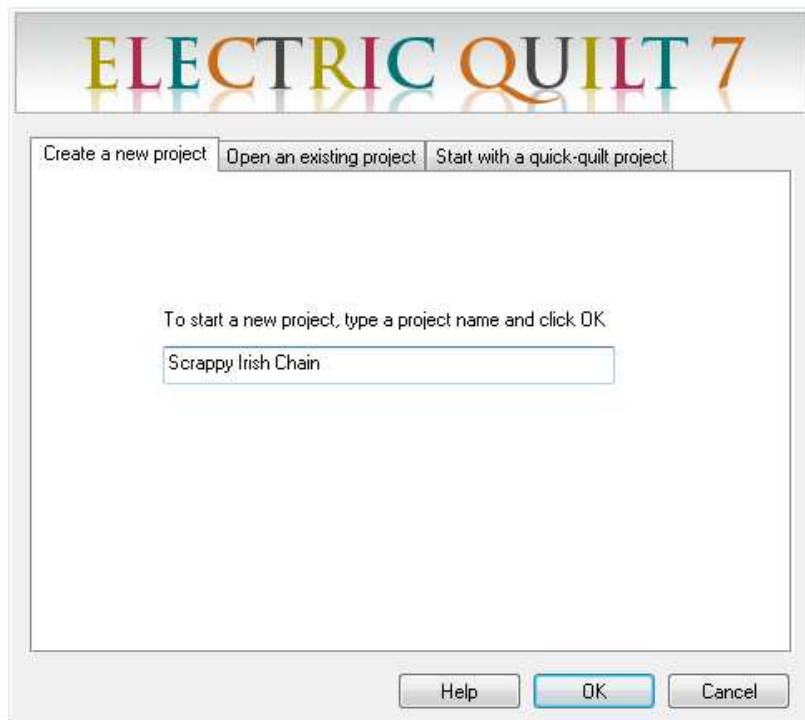 ELECTRIC QUILT 7
Create a new project
Open an existing project
Start with a quick-quilt project
To start a new project, type a project name and click OK
Scrappy Irish Chain
Help
OK
Cancel